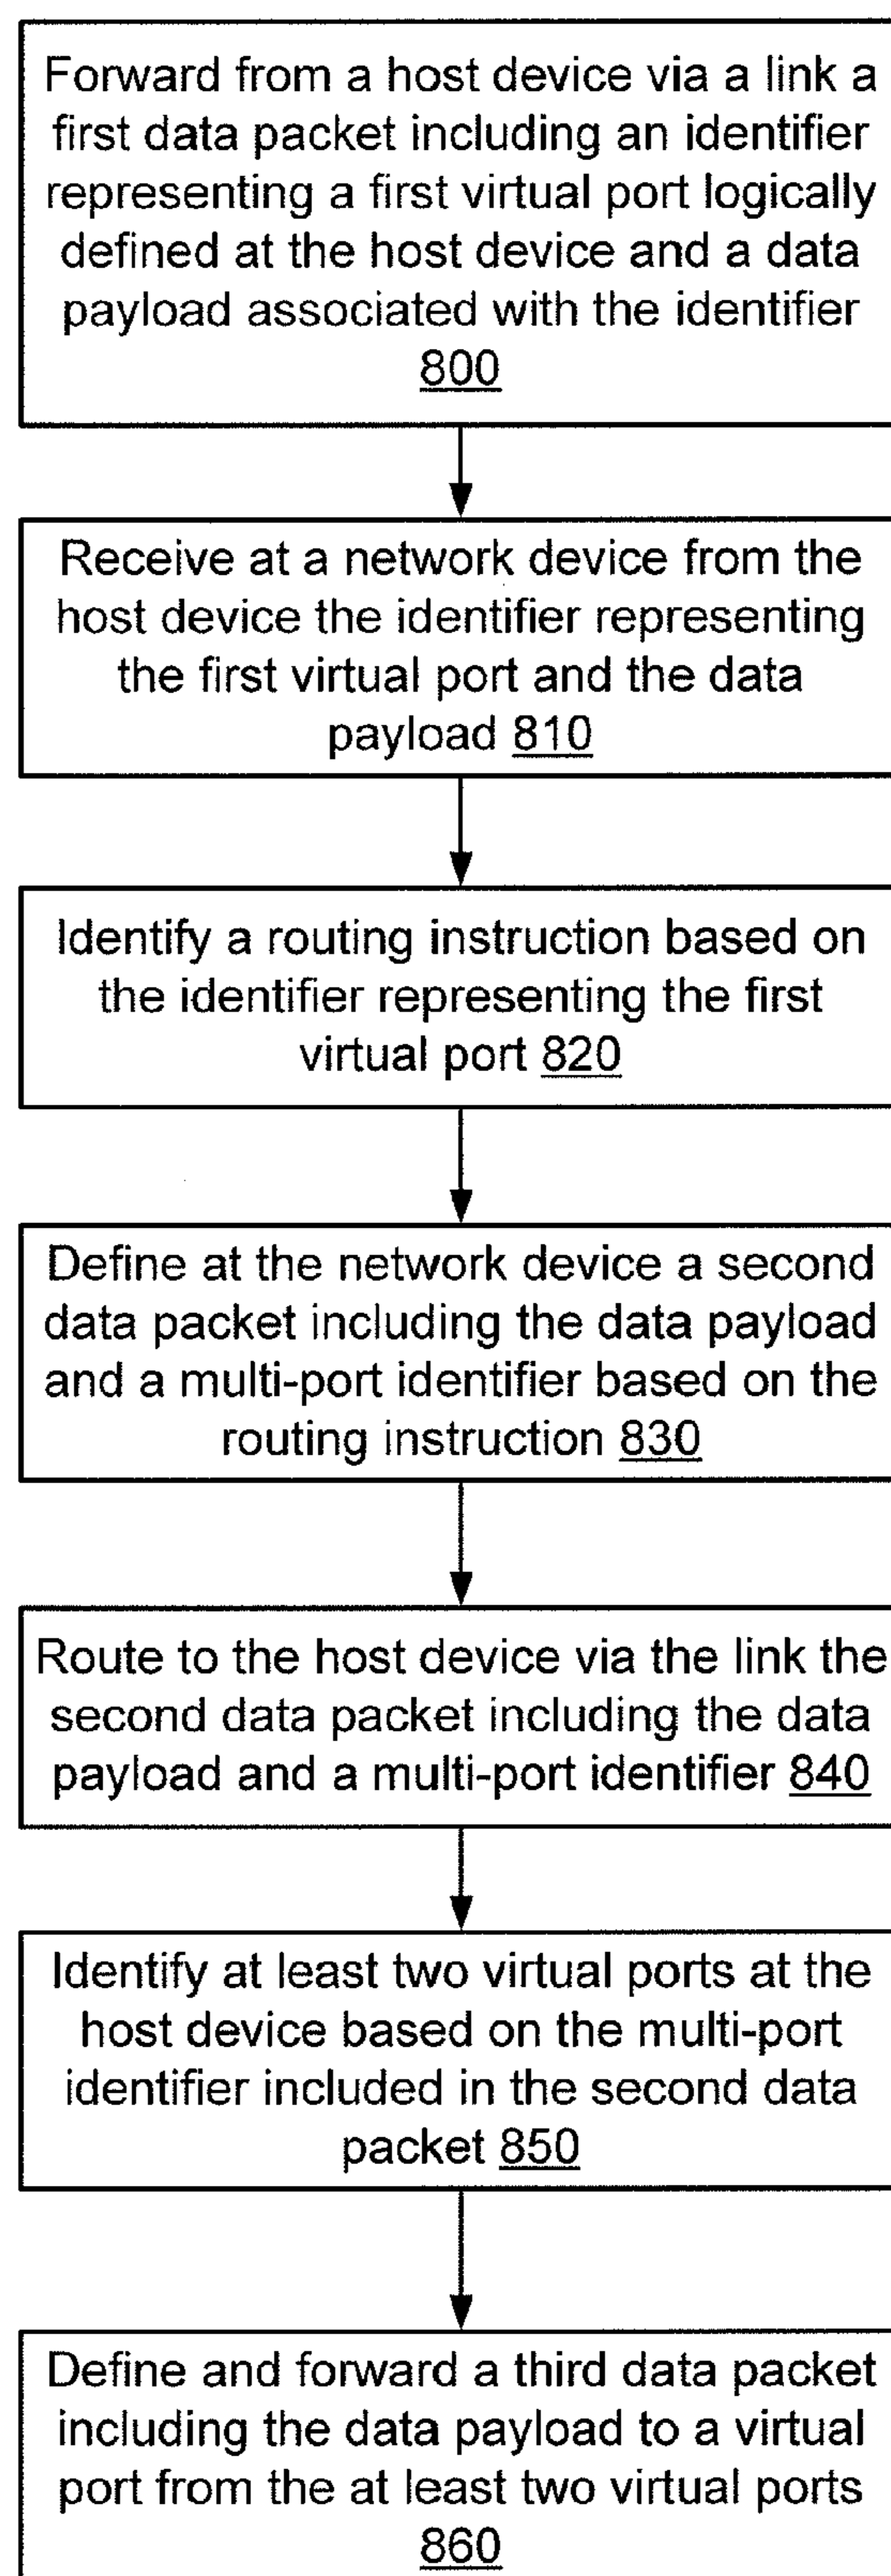 Forward from a host device via a link a
first data packet including an identifier
representing a first virtual port logically
defined at the host device and a data
payload associated with the identifier
800
Receive at a network device from the
host device the identifier representing
the first virtual port and the data
payload 810
Identify a routing instruction based on
the identifier representing the first
virtual port 820
Define at the network device a second
data packet including the data payload
and a multi-port identifier based on the
routing instruction 830
Route to the host device via the link the
second data packet including the data
payload and a multi-port identifier 840
Identify at least two virtual ports at the
host device based on the multi-port
identifier included in the second data
packet 850
Define and forward a third data packet
including the data payload to a virtual
port from the at least two virtual ports
860